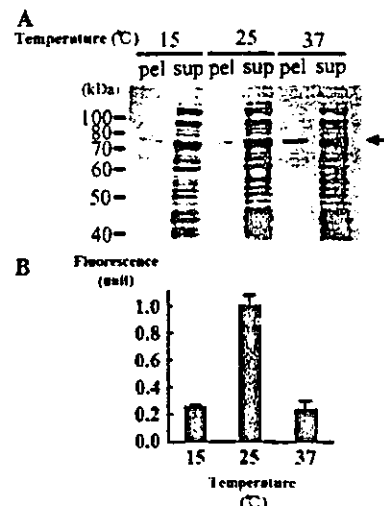 A
Temperature (℃) 15 25 37
pel sup pel sup pel sup
(kDa)
100
80
70
60
50
40
B
Fluorescence
(unit)
1.0
0.8
0.6
0.4
0.2
0.0
15 25 37
Temperature
(℃)